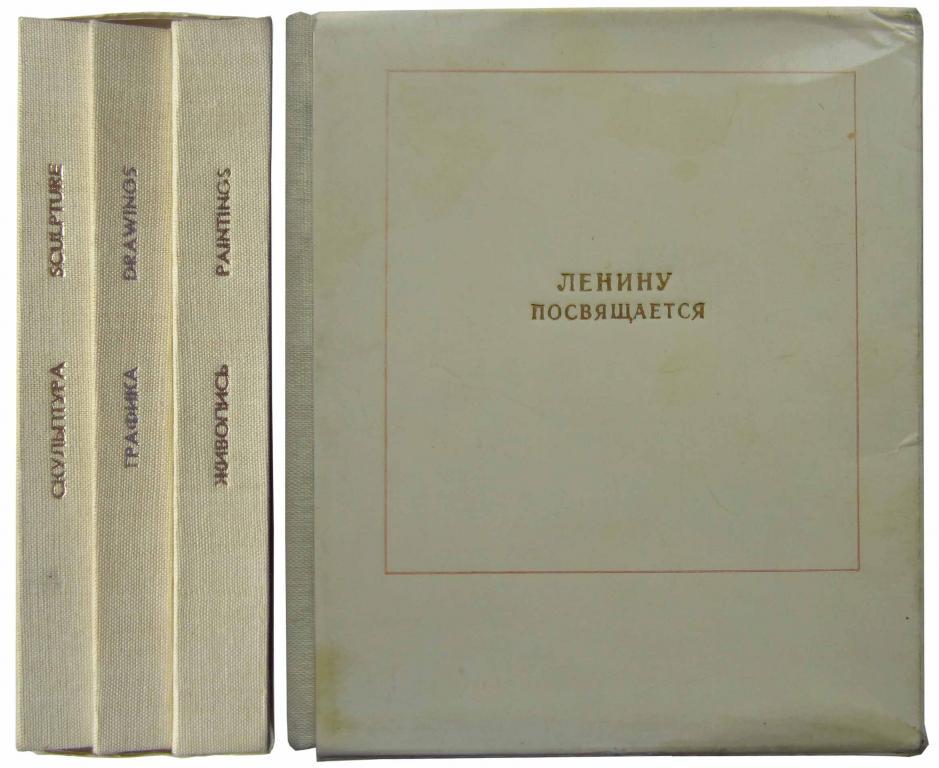 СКУЛЬПТУРА SCULPTURE
ГРАФИКА DRAWINGS
ЖИВОПИСЬ PAINTINGS
ЛЕНИНУ
ПОСВЯЩАЕТСЯ